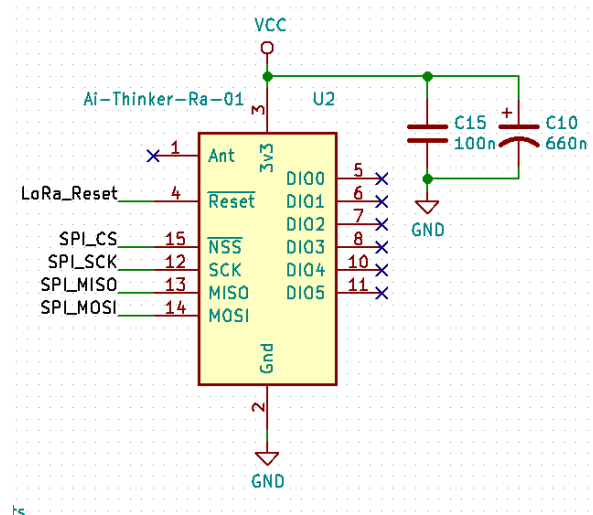 VCC
Ai-Thinker-Ra-01 U2
3
3v3
1 Ant
4 Reset
LoRa_Reset
15 NSS
SPI_CS
12 SCK
SPI_SCK
13 MISO
SPI_MISO
14 MOSI
SPI_MOSI
DIO0 5
DIO1 6
DIO2 7
DIO3 8
DIO4 10
DIO5 11
Gnd
2
GND
+
C15
100n
C10
660n
GND
ts